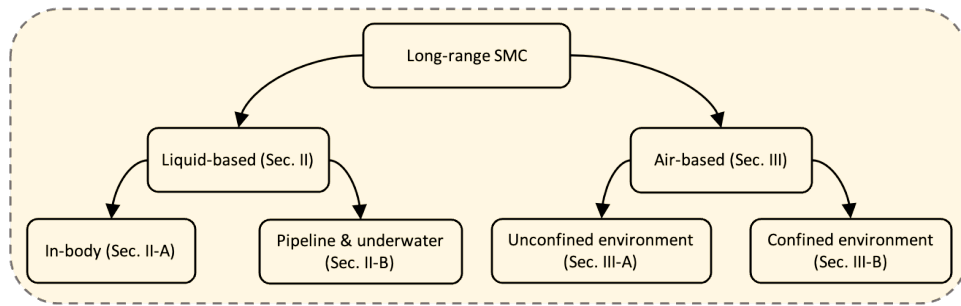 Long-range SMC
Liquid-based (Sec. II)
Air-based (Sec. III)
In-body (Sec. II-A)
Pipeline & underwater
(Sec. II-B)
Unconfined environment
(Sec. III-A)
Confined environment
(Sec. III-B)